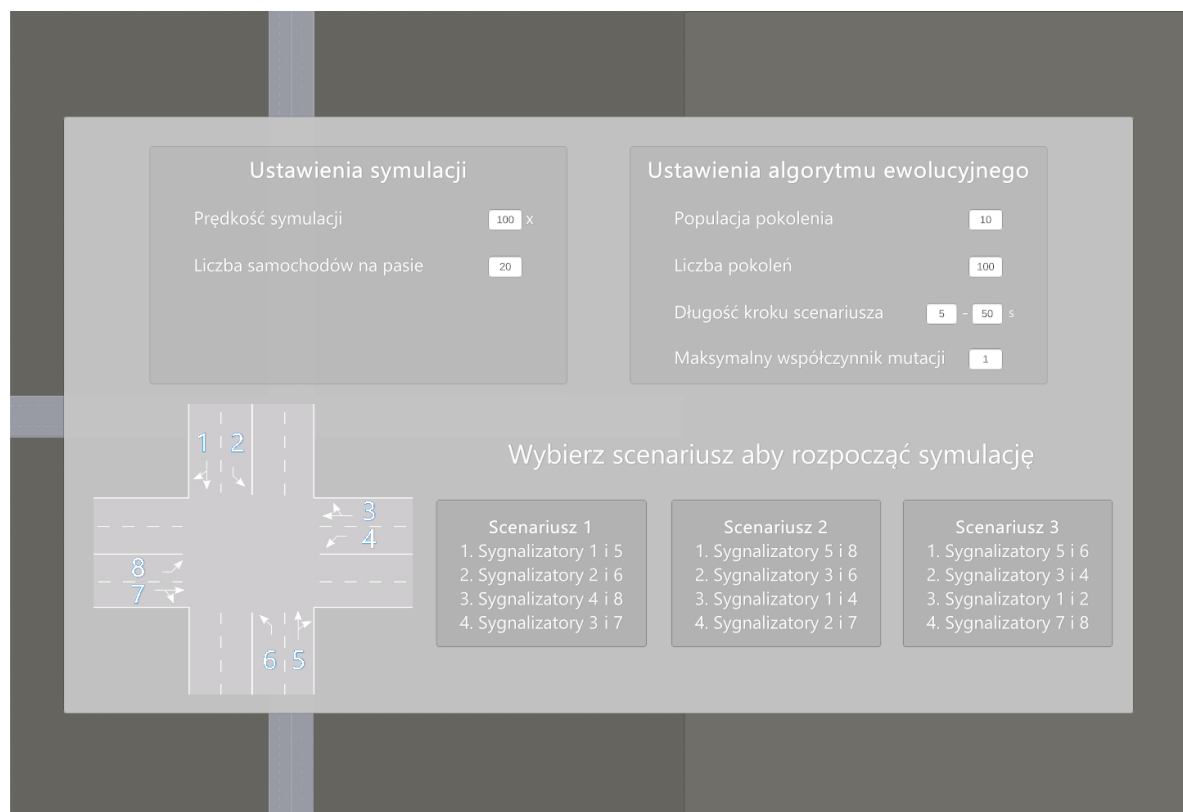 Ustawienia symulacji
Prędkość symulacji 100 x
Liczba samochodów na pasie 20
Ustawienia algorytmu ewolucyjnego
Populacja pokolenia 10
Liczba pokoleń 100
Długość kroku scenariusza 5 - 50 s
Maksymalny współczynnik mutacji 1
1 2
3
4
8
7
6 5
Wybierz scenariusz aby rozpocząć symulację
Scenariusz 1
1. Sygnalizatory 1 i 5
2. Sygnalizatory 2 i 6
3. Sygnalizatory 4 i 8
4. Sygnalizatory 3 i 7
Scenariusz 2
1. Sygnalizatory 5 i 8
2. Sygnalizatory 3 i 6
3. Sygnalizatory 1 i 4
4. Sygnalizatory 2 i 7
Scenariusz 3
1. Sygnalizatory 5 i 6
2. Sygnalizatory 3 i 4
3. Sygnalizatory 1 i 2
4. Sygnalizatory 7 i 8